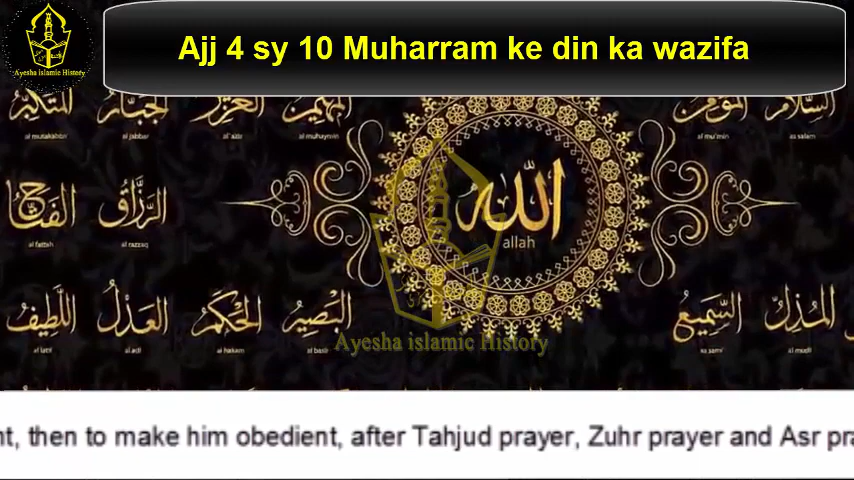 Ajj 4 sy 10 Muharram ke din ka wazifa
Ayesha islamic History
المتكبر الجبار العزيز المهيمن المؤمن السلام
al mutakabbir al jabbar al'aziz al muhaymin al mu'min as salam
الفتاح الرزاق
al fattah al razzaq
الله
allah
اللطيف العدل الحكم البصير السميع المذل
al latif al adl al hakam al basir as sami' al mudil
Ayesha islamic History
nt, then to make him obedient, after Tahjud prayer, Zuhr prayer and Asr pra